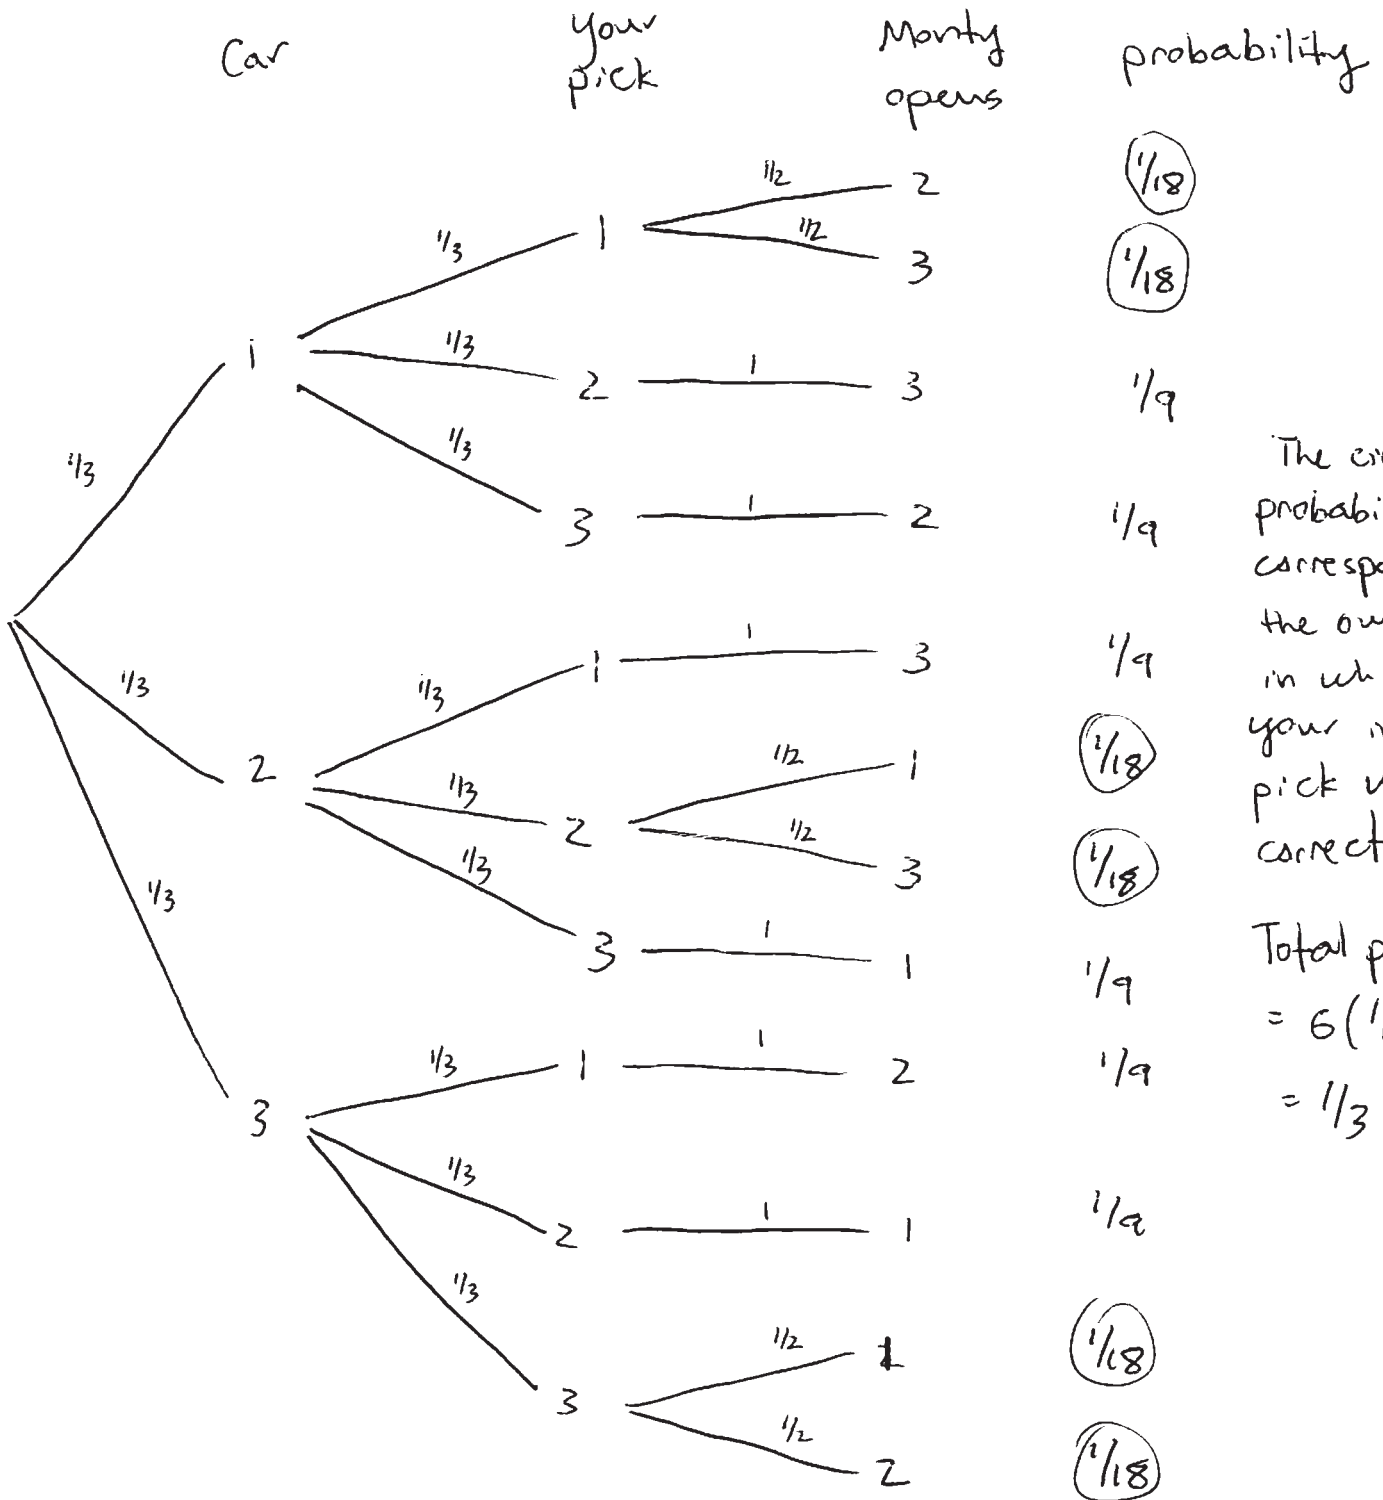 Car your pick Monty opens probability
1/2 2 1/18
1/3 1 1/2 3 1/18
1 1/3 2 1 3 1/9
1/3 1/3 3 1 2 1/9
1/3 1/3 1 1 3 1/9
2 1/3 2 1/2 1 1/18
1/2 3 1/18
1/3 1/3 3 1 1 1/9
1/3 1 1 2 1/9
3 1/3 2 1 1 1/9
1/3 3 1/2 1 1/18
1/2 2 1/18
The
probabi
corresp
the
in wh
your
pick
correct
Total p
= 6(1/
= 1/3